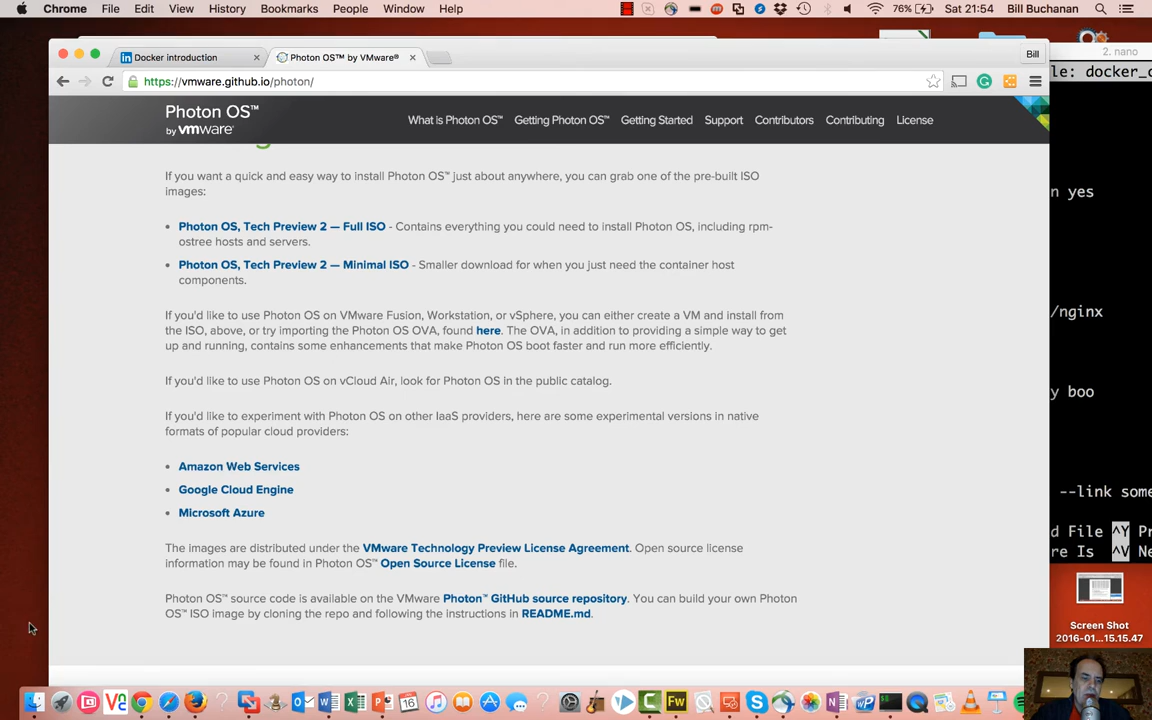 Chrome File Edit View History Bookmarks People Window Help 76% Sat 21:54 Bill Buchanan
Docker introduction
Photon OS™ by VMware®
Bill
2. nano
https://vmware.github.io/photon/
le: docker_c
Photon OS™
by vmware®
What is Photon OS™ Getting Photon OS™ Getting Started Support Contributors Contributing License
If you want a quick and easy way to install Photon OS™ just about anywhere, you can grab one of the pre-built ISO
images:
n yes
• Photon OS, Tech Preview 2 — Full ISO - Contains everything you could need to install Photon OS, including rpm-
ostree hosts and servers.
• Photon OS, Tech Preview 2 — Minimal ISO - Smaller download for when you just need the container host
components.
If you'd like to use Photon OS on VMware Fusion, Workstation, or vSphere, you can either create a VM and install from
the ISO, above, or try importing the Photon OS OVA, found here. The OVA, in addition to providing a simple way to get
up and running, contains some enhancements that make Photon OS boot faster and run more efficiently.
/nginx
If you'd like to use Photon OS on vCloud Air, look for Photon OS in the public catalog.
y boo
If you'd like to experiment with Photon OS on other IaaS providers, here are some experimental versions in native
formats of popular cloud providers:
• Amazon Web Services
• Google Cloud Engine
• Microsoft Azure
--link some
The images are distributed under the VMware Technology Preview License Agreement. Open source license
information may be found in Photon OS™ Open Source License file.
d File ^Y Pr
re Is ^V Ne
Photon OS™ source code is available on the VMware Photon™ GitHub source repository. You can build your own Photon
OS™ ISO image by cloning the repo and following the instructions in README.md.
Screen Shot
2016-01...15.15.47